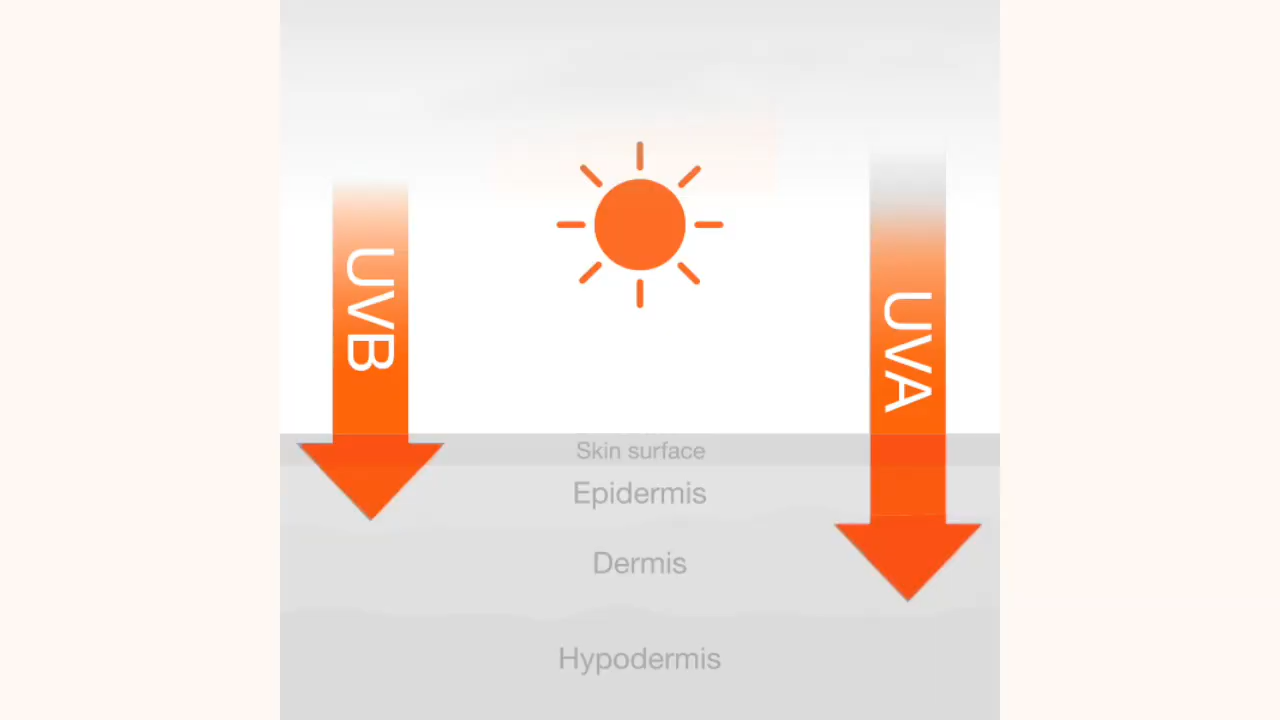 UVB
UVA
Skin surface
Epidermis
Dermis
Hypodermis